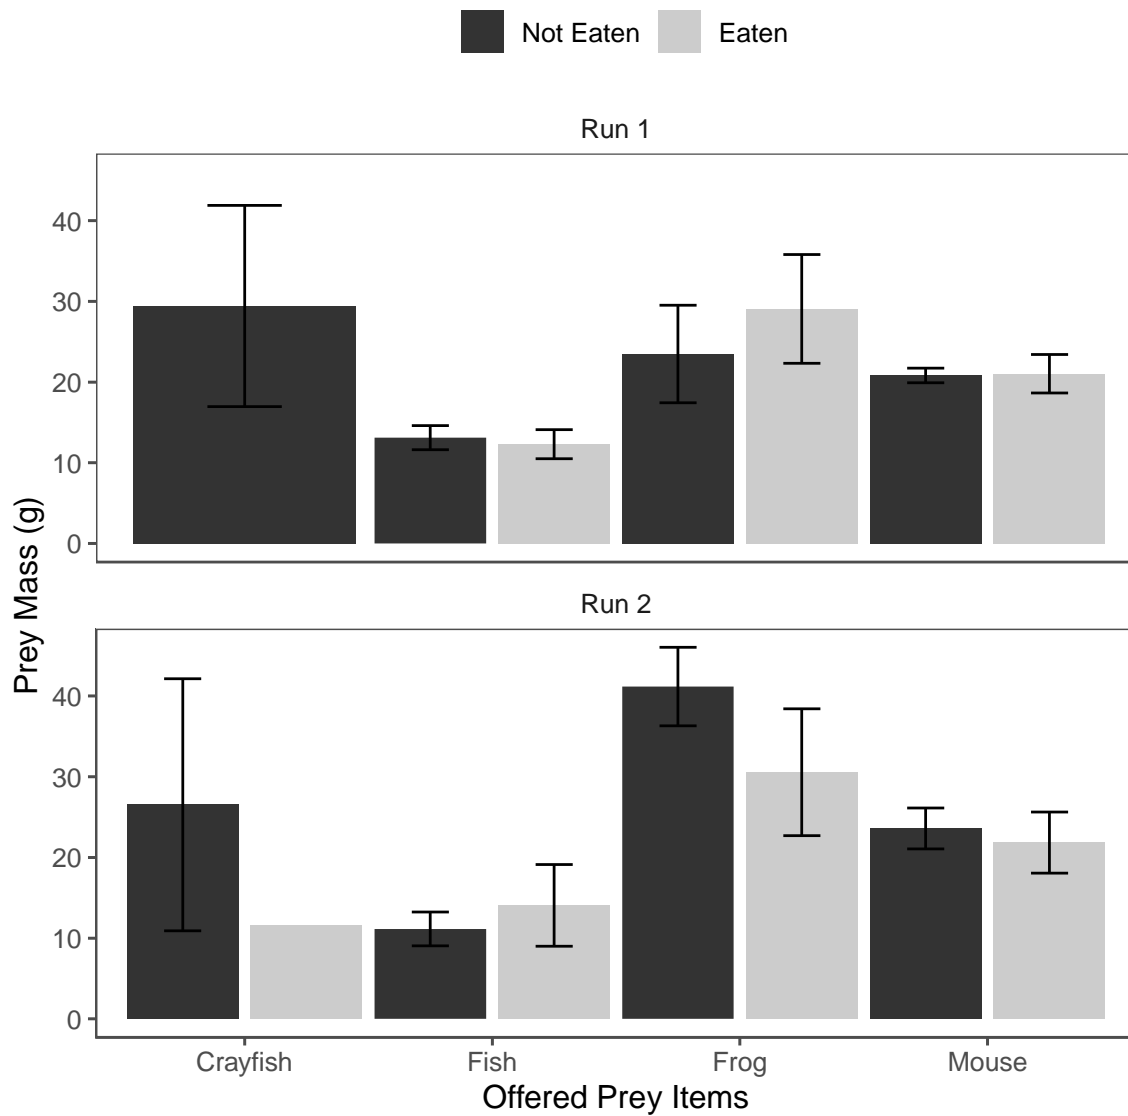 Not Eaten Eaten
Run 1
40
30
20
10
0
Run 2
40
30
20
10
0
Crayfish Fish Frog Mouse
Offered Prey Items
Prey Mass (g)